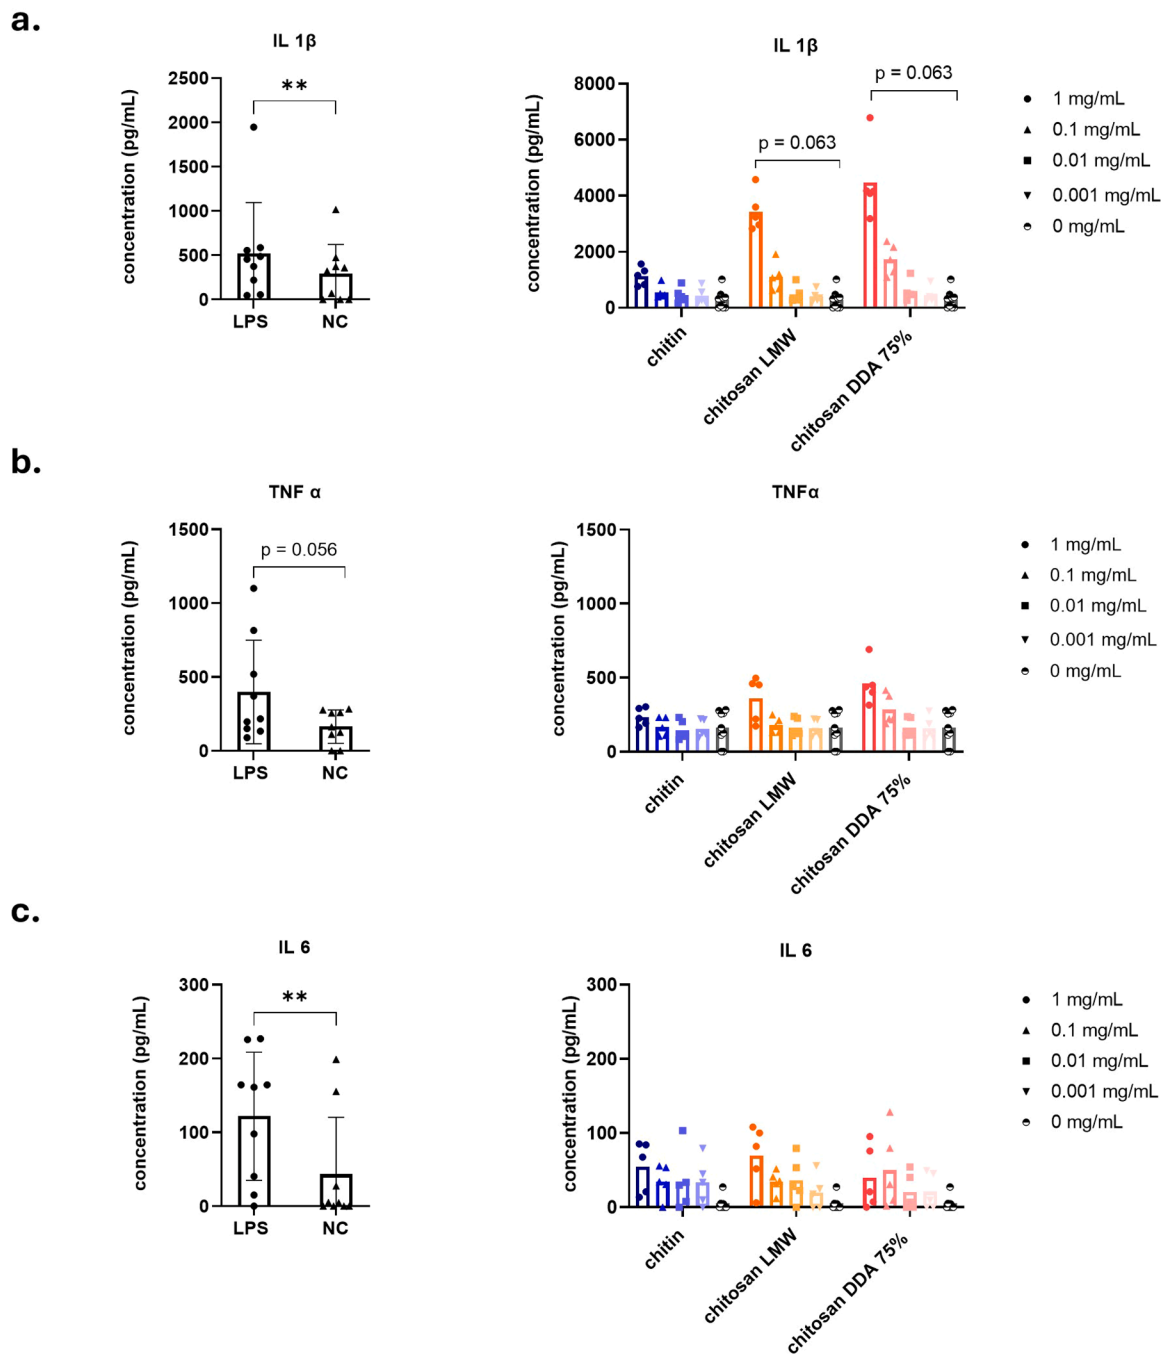 a.
IL 1β
**
concentration (pg/mL)
2500
2000
1500
1000
500
0
LPS NC
IL 1β
p = 0.063
p = 0.063
concentration (pg/mL)
8000
6000
4000
2000
0
chitin
chitosan LMW
chitosan DDA 75%
1 mg/mL
0.1 mg/mL
0.01 mg/mL
0.001 mg/mL
0 mg/mL
b.
TNF α
p = 0.056
concentration (pg/mL)
1500
1000
500
0
LPS NC
TNFα
concentration (pg/mL)
1500
1000
500
0
chitin
chitosan LMW
chitosan DDA 75%
1 mg/mL
0.1 mg/mL
0.01 mg/mL
0.001 mg/mL
0 mg/mL
c.
IL 6
**
concentration (pg/mL)
300
200
100
0
LPS NC
IL 6
concentration (pg/mL)
300
200
100
0
chitin
chitosan LMW
chitosan DDA 75%
1 mg/mL
0.1 mg/mL
0.01 mg/mL
0.001 mg/mL
0 mg/mL